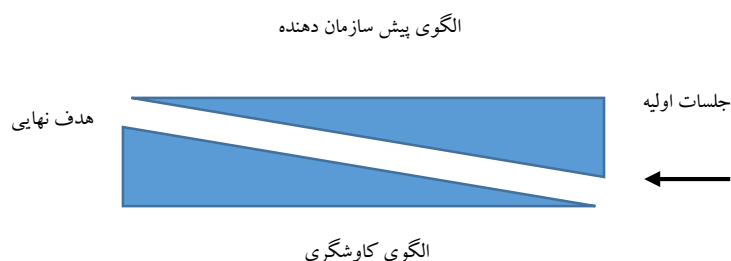 الگوی پیش سازمان دهنده
جلسات اولیه
هدف نهایی
الگوی کاوشگری